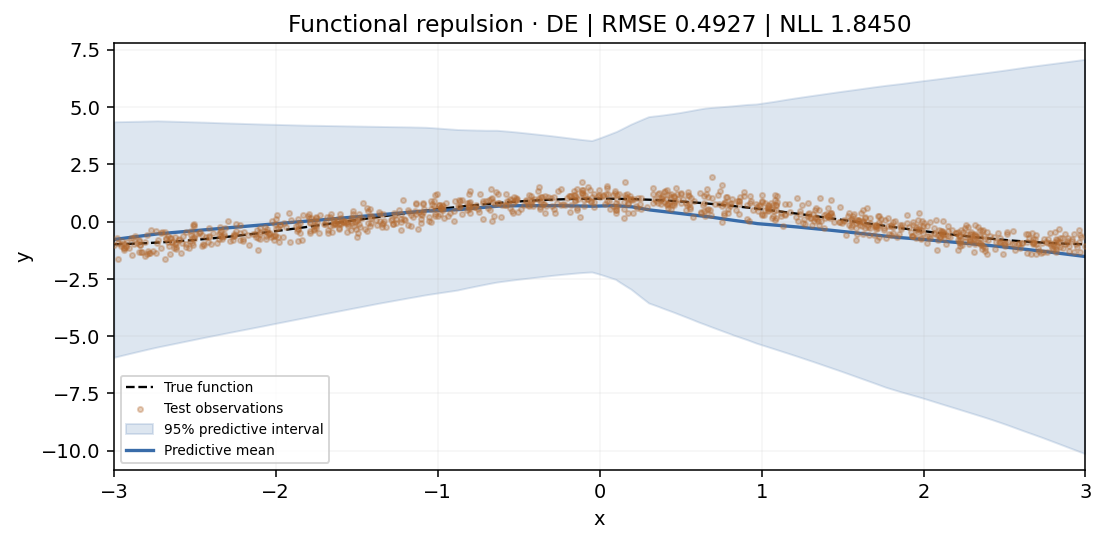 Functional repulsion · DE | RMSE 0.4927 | NLL 1.8450
7.5
5.0
2.5
0.0
−2.5
−5.0
−7.5
−10.0
y
True function
Test observations
95% predictive interval
Predictive mean
−3 −2 −1 0 1 2 3
x